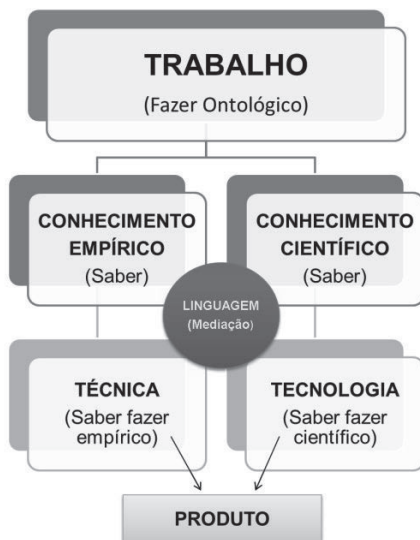 TRABALHO
(Fazer Ontológico)
CONHECIMENTO
EMPÍRICO
(Saber)
CONHECIMENTO
CIENTÍFICO
(Saber)
LINGUAGEM
(Mediação)
TÉCNICA
(Saber fazer
empírico)
TECNOLOGIA
(Saber fazer
científico)
PRODUTO